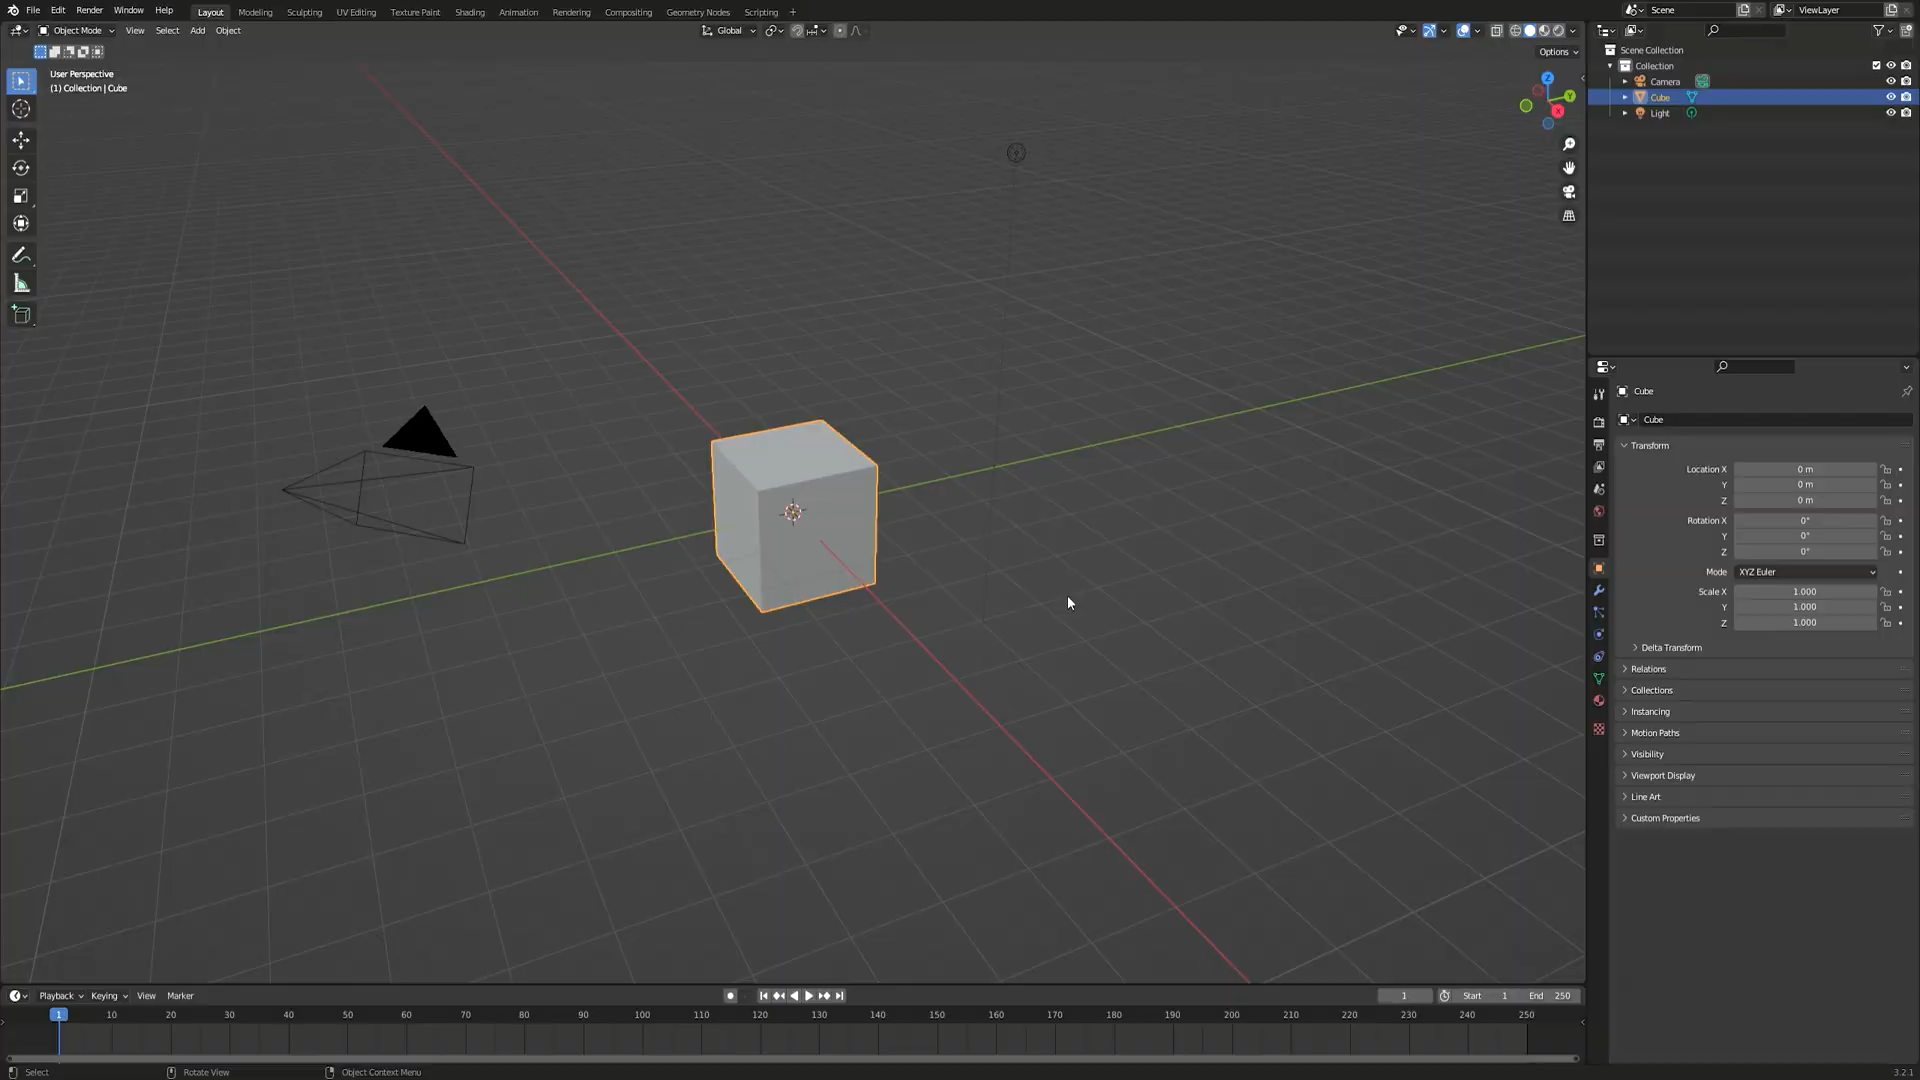 File Edit Render Window Help Layout Modeling Sculpting UV Editing Texture Paint Shading Animation Rendering Compositing Geometry Nodes Scripting + Scene ViewLayer
Object Mode View Select Add Object Global
Options
User Perspective
(1) Collection | Cube
Z
Y
X
Scene Collection
Collection
Camera
Cube
Light
Cube
Cube
Transform
Location X 0 m
Y 0 m
Z 0 m
Rotation X 0°
Y 0°
Z 0°
Mode XYZ Euler
Scale X 1.000
Y 1.000
Z 1.000
Delta Transform
Relations
Collections
Instancing
Motion Paths
Visibility
Viewport Display
Line Art
Custom Properties
Playback Keying View Marker 1 Start 1 End 250
1 10 20 30 40 50 60 70 80 90 100 110 120 130 140 150 160 170 180 190 200 210 220 230 240 250
Select Rotate View Object Context Menu 3.2.1